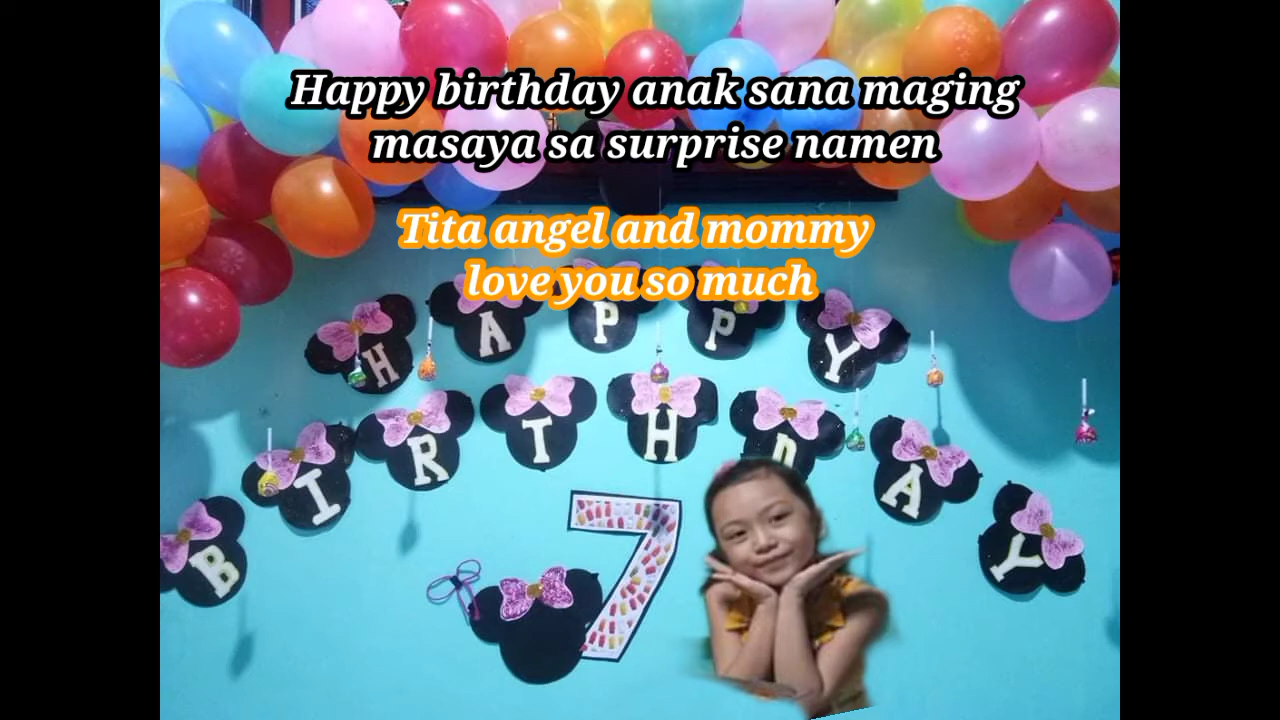 Happy birthday anak sana maging
masaya sa surprise namen
Tita angel and mommy
love you so much
HAPPY
BIRTHDAY
7